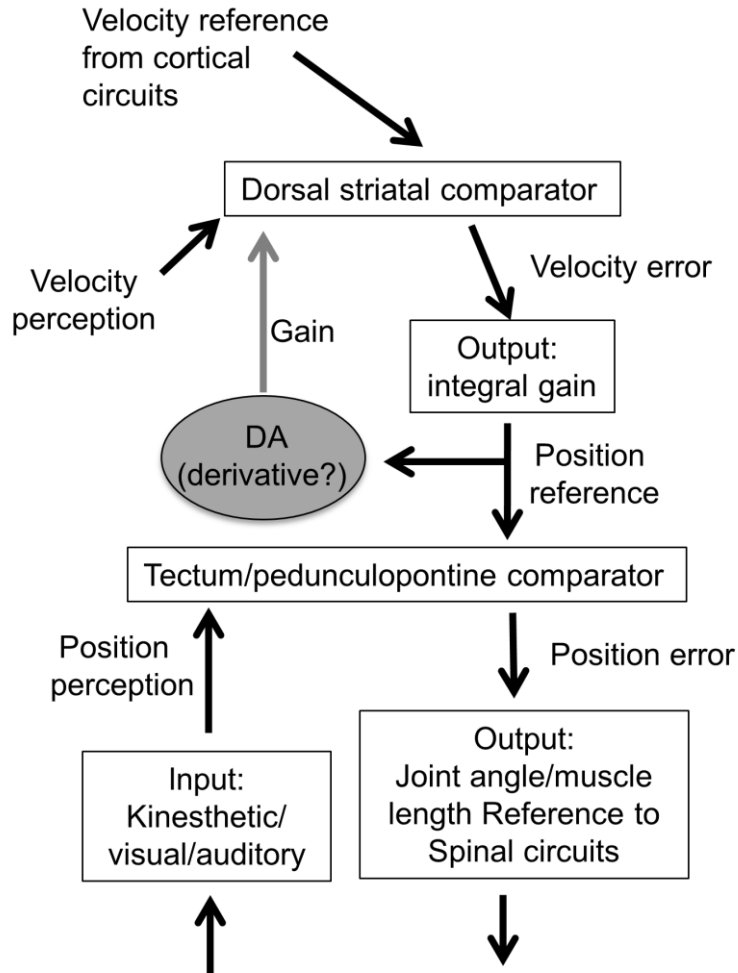 Velocity reference
from cortical
circuits
Dorsal striatal comparator
Velocity
perception
Velocity error
Gain
Output:
integral gain
DA
(derivative?)
Position
reference
Tectum/pedunculopontine comparator
Position
perception
Position error
Input:
Kinesthetic/
visual/auditory
Output:
Joint angle/muscle
length Reference to
Spinal circuits